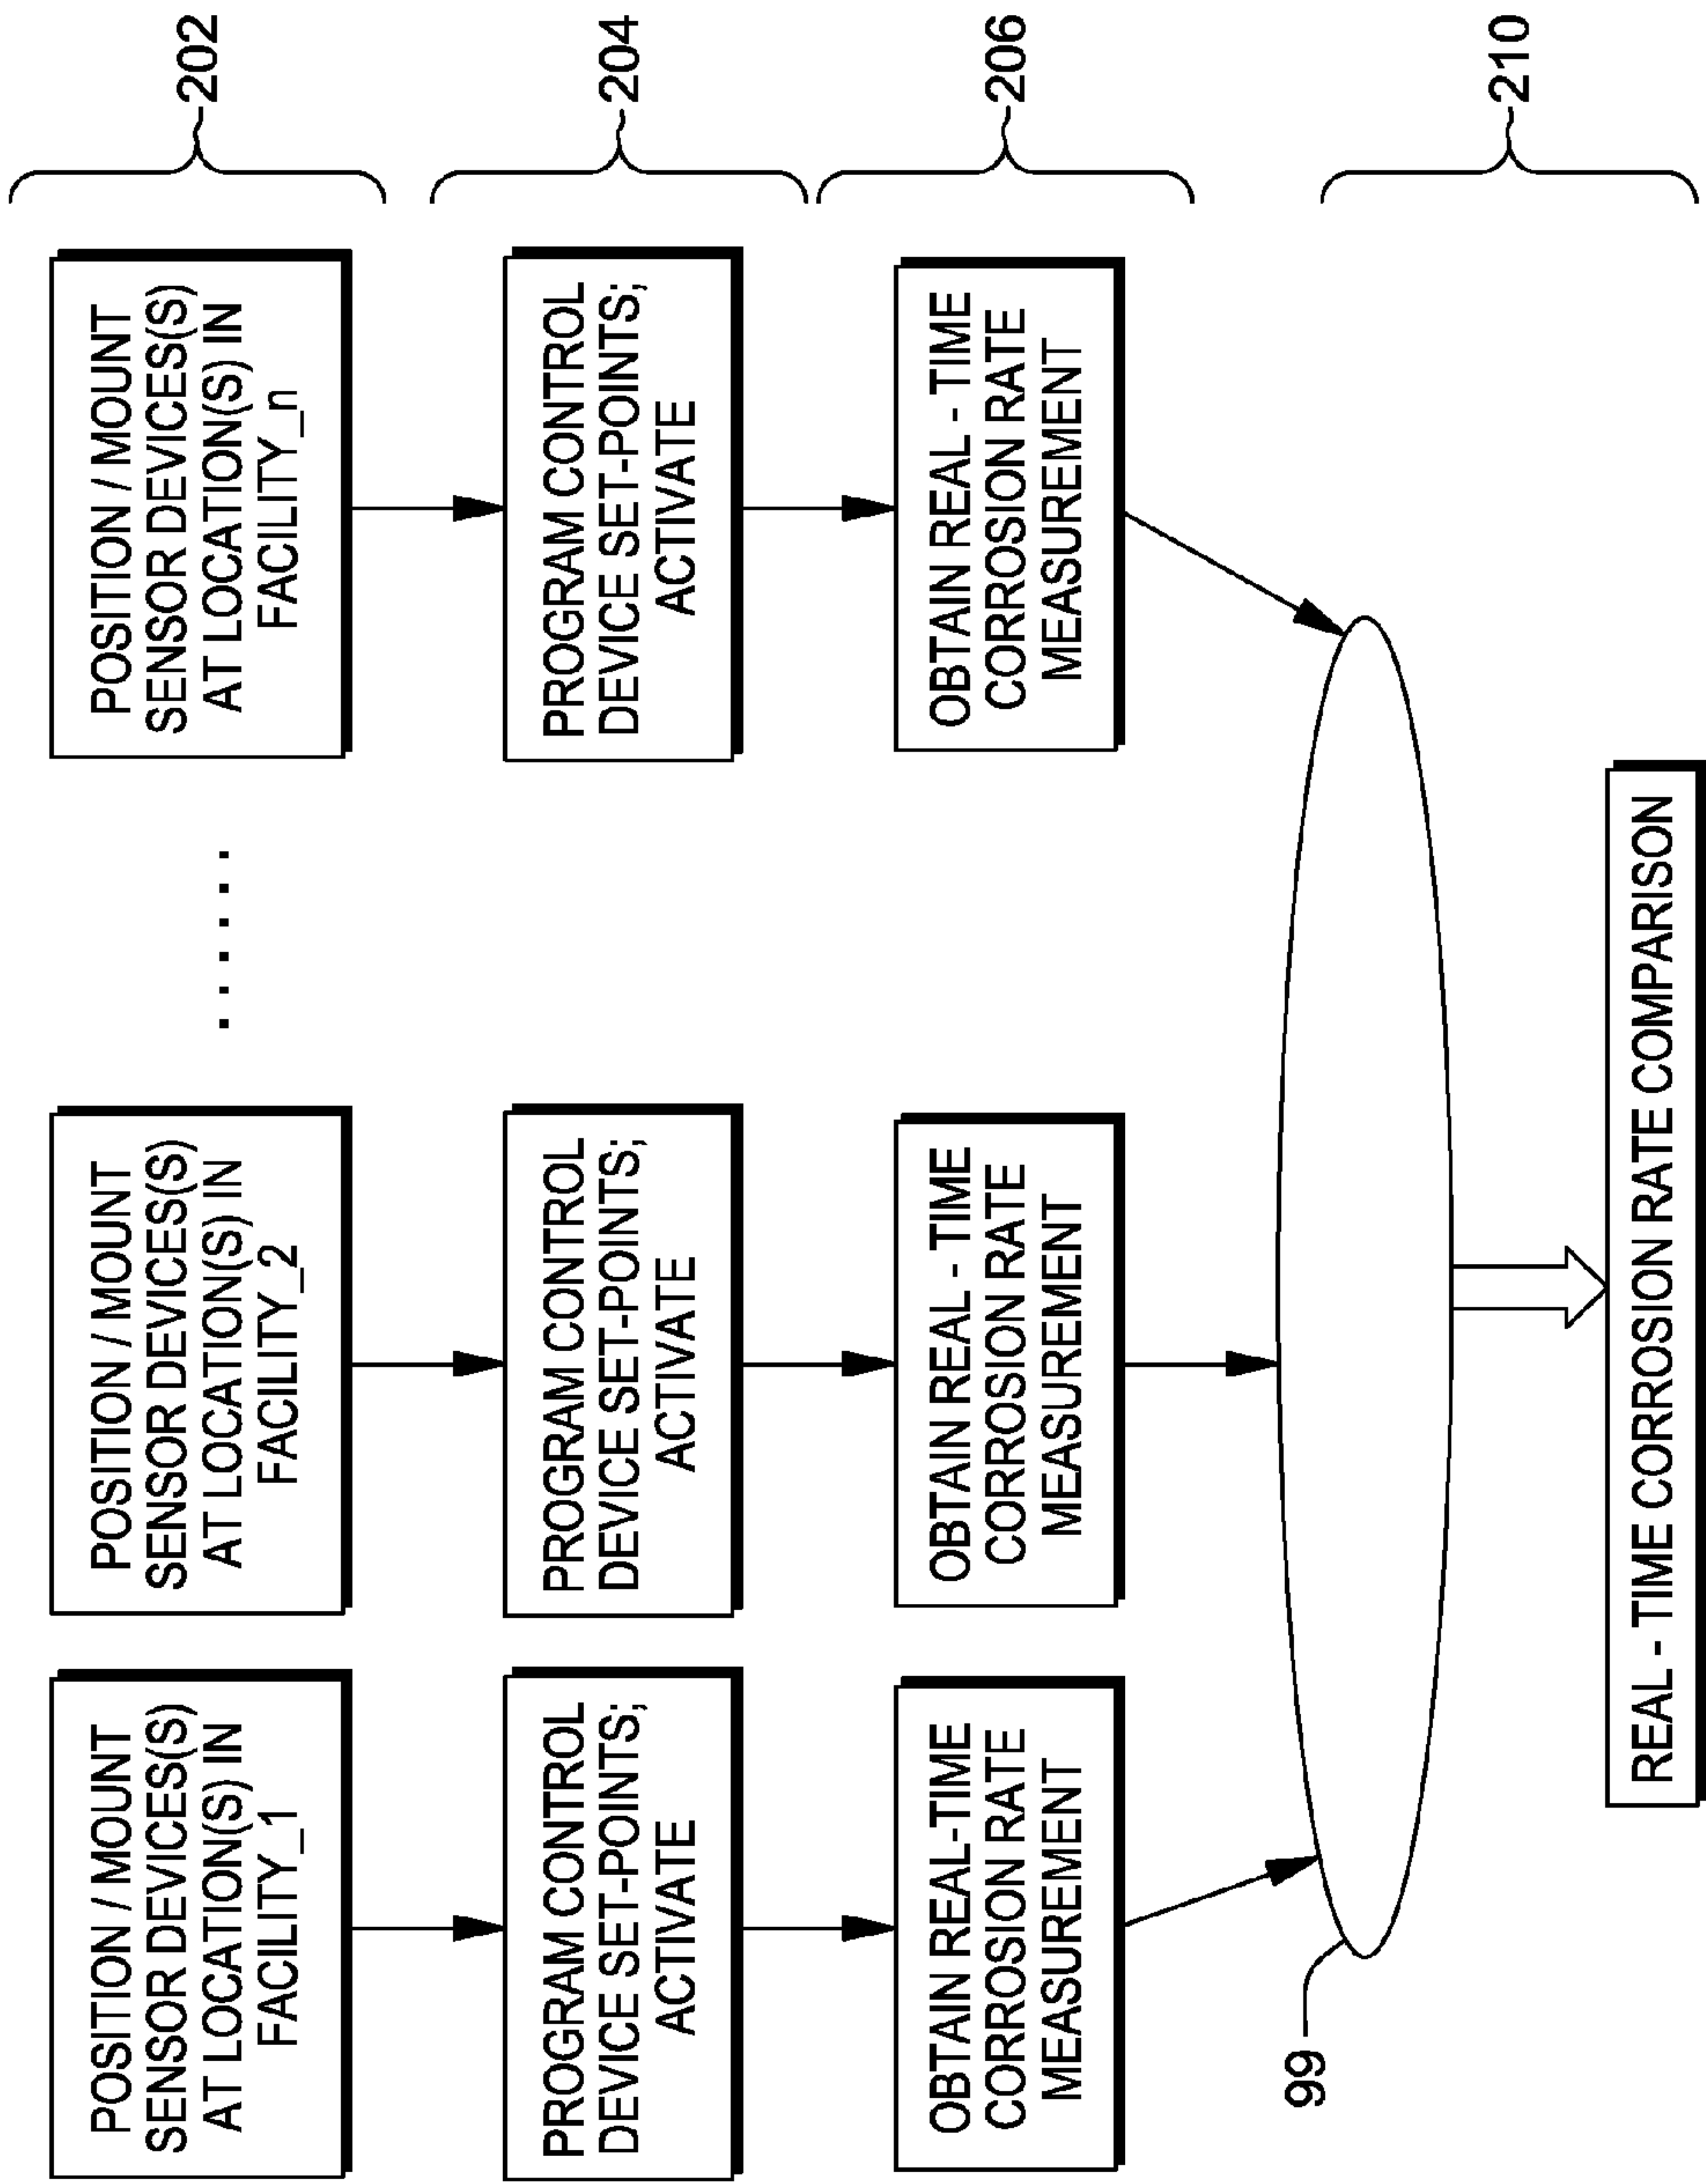 POSITION / MOUNT
SENSOR DEVICES(S)
AT LOCATION(S) IN
FACILITY_1
POSITION / MOUNT
SENSOR DEVICES(S)
AT LOCATION(S) IN
FACILITY_2
. . . . . .
POSITION / MOUNT
SENSOR DEVICES(S)
AT LOCATION(S) IN
FACILITY_n
202
PROGRAM CONTROL
DEVICE SET-POINTS;
ACTIVATE
PROGRAM CONTROL
DEVICE SET-POINTS;
ACTIVATE
PROGRAM CONTROL
DEVICE SET-POINTS;
ACTIVATE
204
OBTAIN REAL-TIME
CORROSION RATE
MEASUREMENT
OBTAIN REAL - TIME
CORROSION RATE
MEASUREMENT
OBTAIN REAL - TIME
CORROSION RATE
MEASUREMENT
206
99
REAL - TIME CORROSION RATE COMPARISON
210